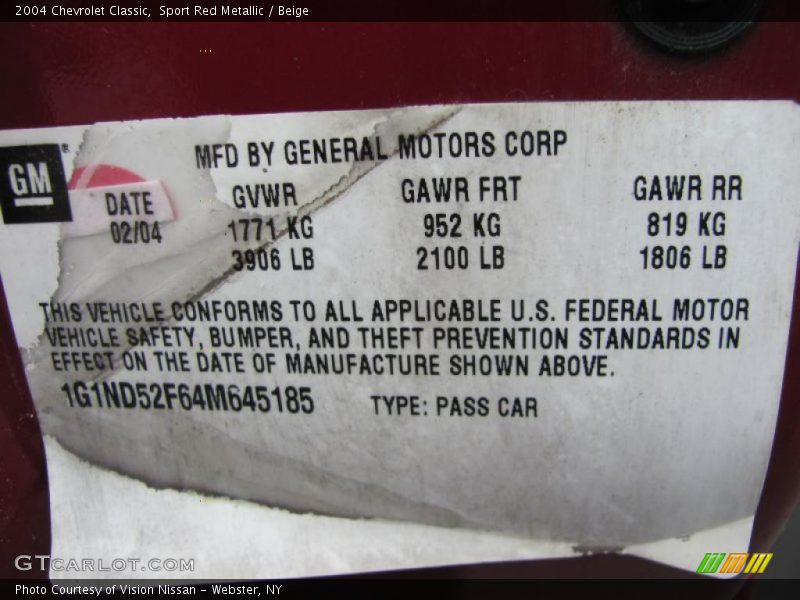 2004 Chevrolet Classic, Sport Red Metallic / Beige
MFD BY GENERAL MOTORS CORP
GM®
DATE GVWR GAWR FRT GAWR RR
02/04 1771 KG 952 KG 819 KG
3906 LB 2100 LB 1806 LB
THIS VEHICLE CONFORMS TO ALL APPLICABLE U.S. FEDERAL MOTOR
VEHICLE SAFETY, BUMPER, AND THEFT PREVENTION STANDARDS IN
EFFECT ON THE DATE OF MANUFACTURE SHOWN ABOVE.
1G1ND52F64M645185 TYPE: PASS CAR
GTCARLOT.COM
Photo Courtesy of Vision Nissan - Webster, NY